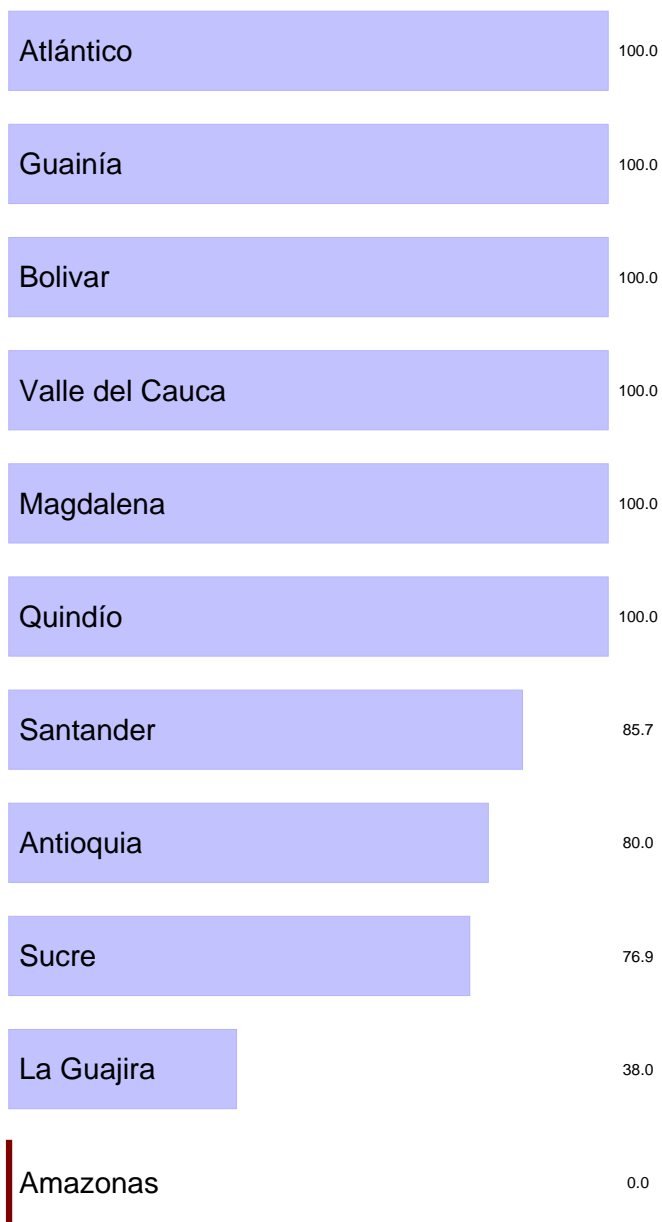 Atlántico 100.0
Guainía 100.0
Bolivar 100.0
Valle del Cauca 100.0
Magdalena 100.0
Quindío 100.0
Santander 85.7
Antioquia 80.0
Sucre 76.9
La Guajira 38.0
Amazonas 0.0